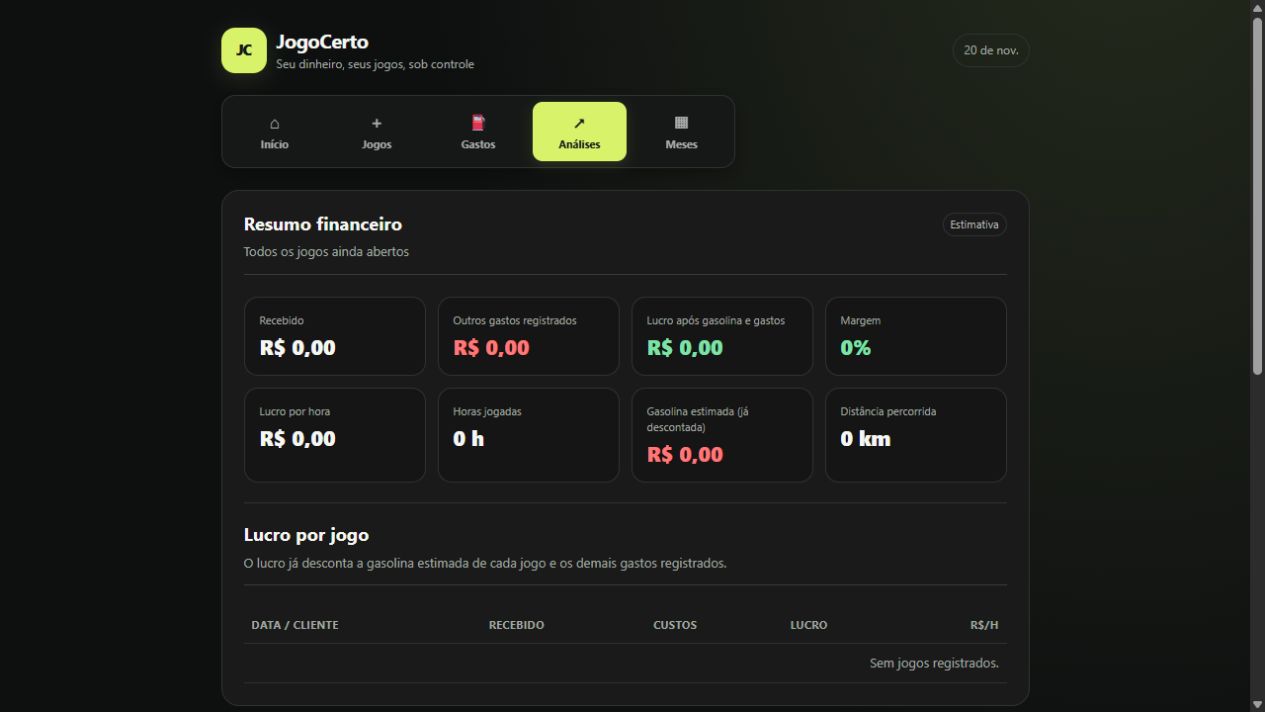 JC
JogoCerto
Seu dinheiro, seus jogos, sob controle
20 de nov.
Início
Jogos
Gastos
Análises
Meses
Resumo financeiro
Estimativa
Todos os jogos ainda abertos
Recebido
R$ 0,00
Outros gastos registrados
R$ 0,00
Lucro após gasolina e gastos
R$ 0,00
Margem
0%
Lucro por hora
R$ 0,00
Horas jogadas
0 h
Gasolina estimada (já
descontada)
R$ 0,00
Distância percorrida
0 km
Lucro por jogo
O lucro já desconta a gasolina estimada de cada jogo e os demais gastos registrados.
DATA / CLIENTE RECEBIDO CUSTOS LUCRO R$/H
Sem jogos registrados.